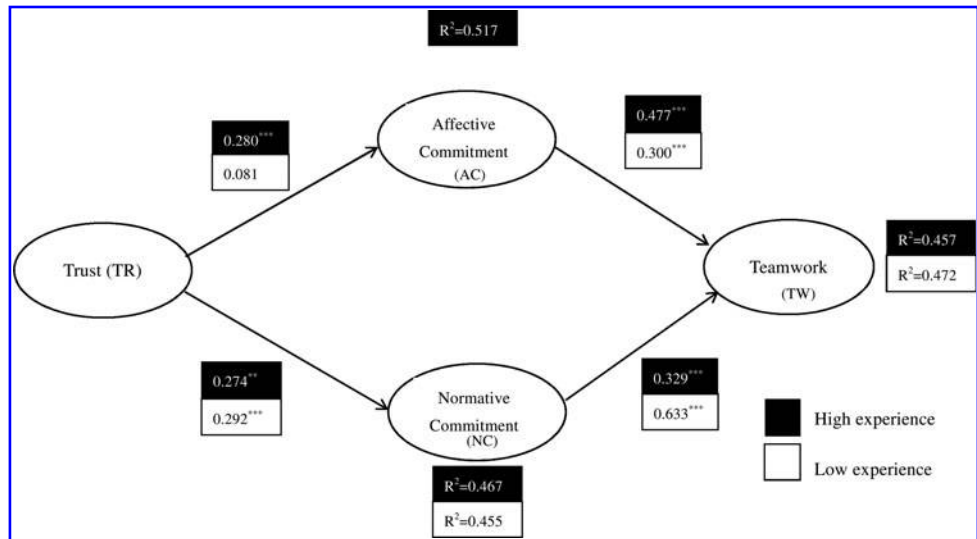 R²=0.517
Affective
Commitment
(AC)
0.280***
0.081
0.477***
0.300***
Trust (TR)
Teamwork
(TW)
R²=0.457
R²=0.472
0.274**
0.292***
Normative
Commitment
(NC)
0.329***
0.633***
R²=0.467
R²=0.455
High experience
Low experience